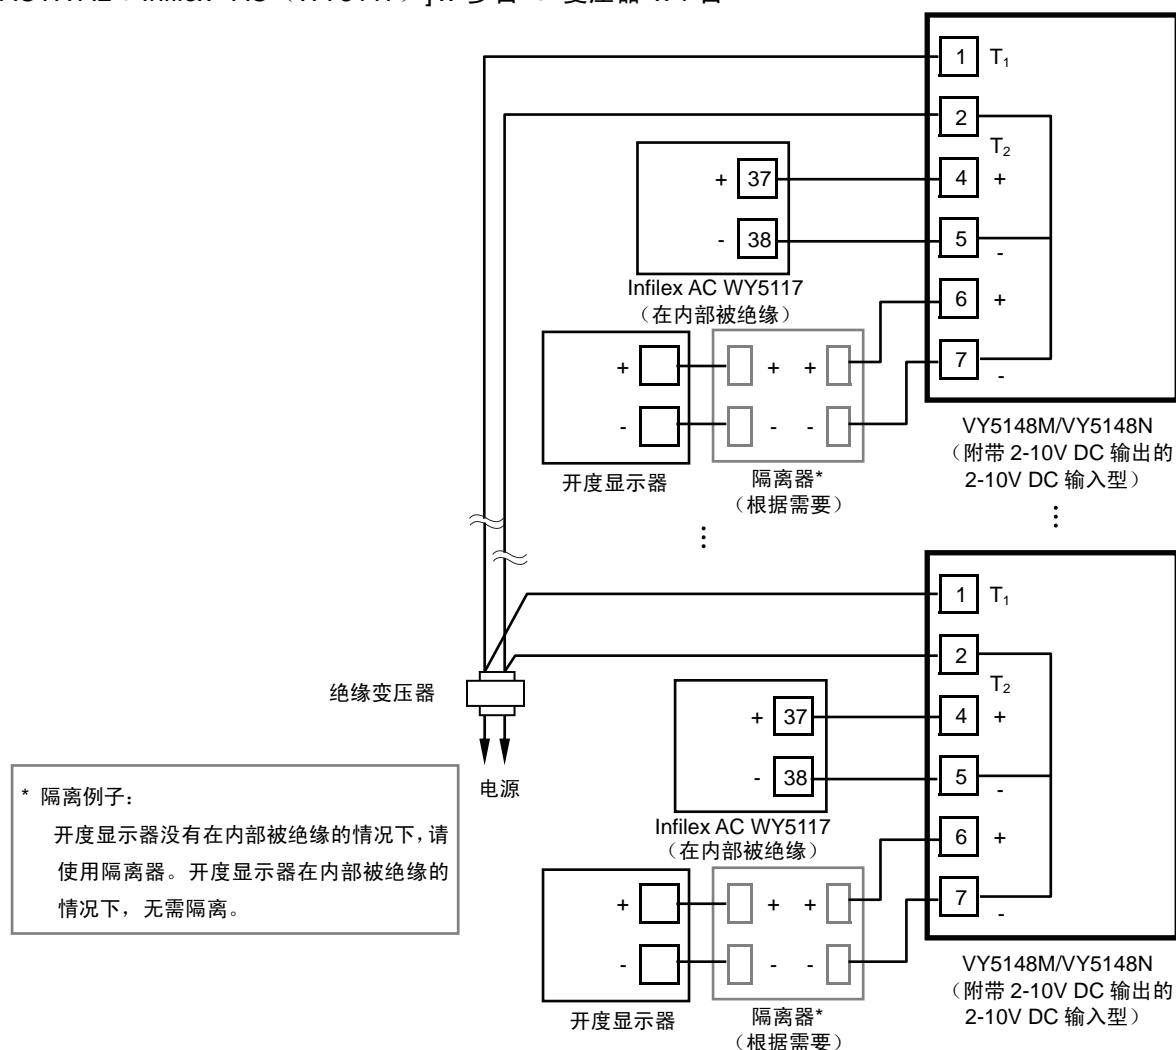 1 T₁
2
T₂
+ 37
4 +
- 38
5 -
Infilex AC WY5117
（在内部被绝缘）
6 +
+ + +
7 -
- - -
开度显示器
隔离器*
（根据需要）
VY5148M/VY5148N
（附带 2-10V DC 输出的
2-10V DC 输入型）
⋮
⋮
1 T₁
2
T₂
绝缘变压器
电源
+ 37
4 +
- 38
5 -
Infilex AC WY5117
（在内部被绝缘）
6 +
+ + +
7 -
- - -
开度显示器
隔离器*
（根据需要）
VY5148M/VY5148N
（附带 2-10V DC 输出的
2-10V DC 输入型）
* 隔离例子：
开度显示器没有在内部被绝缘的情况下，请
使用隔离器。开度显示器在内部被绝缘的
情况下，无需隔离。